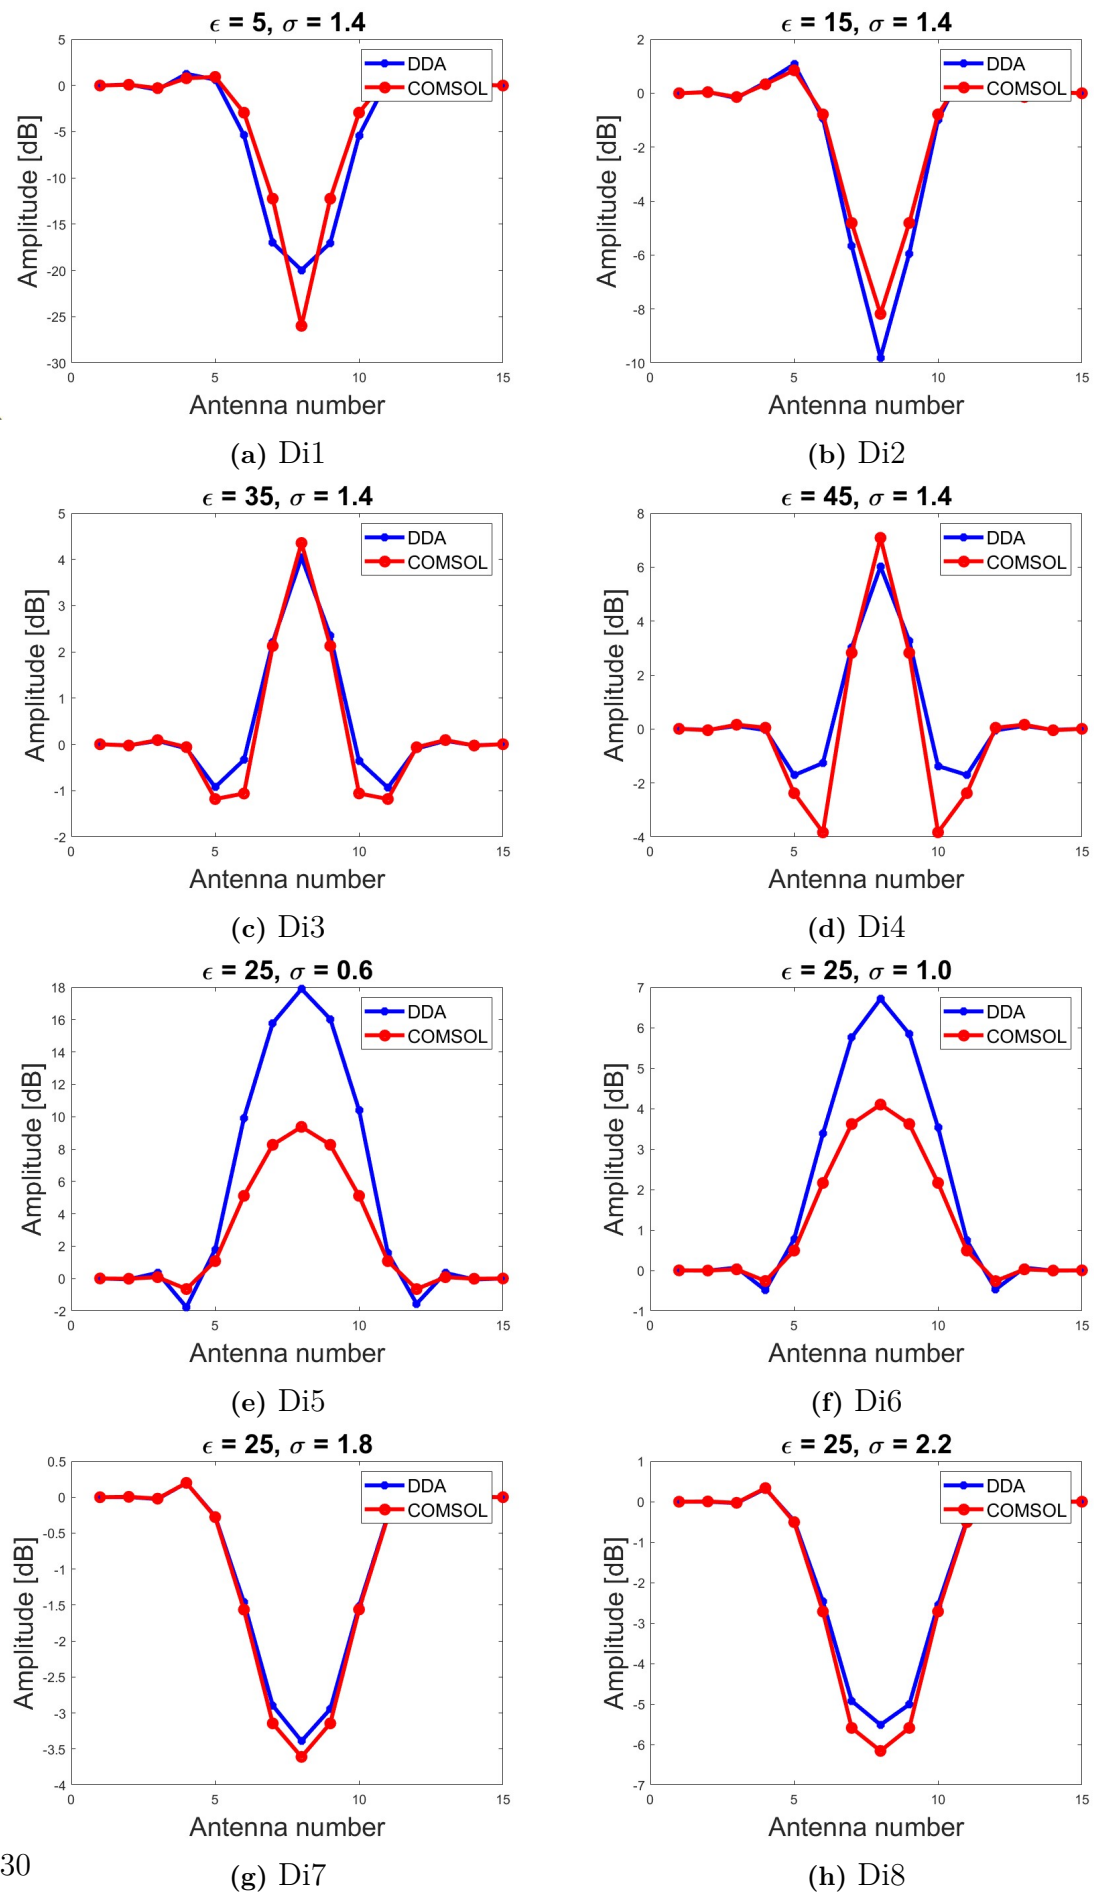 ϵ = 5, σ = 1.4
5
0
-5
-10
-15
-20
-25
-30
0 5 10 15
Amplitude [dB]
Antenna number
DDA
COMSOL
(a) Di1
ϵ = 15, σ = 1.4
2
0
-2
-4
-6
-8
-10
0 5 10 15
Amplitude [dB]
Antenna number
DDA
COMSOL
(b) Di2
ϵ = 35, σ = 1.4
5
4
3
2
1
0
-1
-2
0 5 10 15
Amplitude [dB]
Antenna number
DDA
COMSOL
(c) Di3
ϵ = 45, σ = 1.4
8
6
4
2
0
-2
-4
0 5 10 15
Amplitude [dB]
Antenna number
DDA
COMSOL
(d) Di4
ϵ = 25, σ = 0.6
18
16
14
12
10
8
6
4
2
0
-2
0 5 10 15
Amplitude [dB]
Antenna number
DDA
COMSOL
(e) Di5
ϵ = 25, σ = 1.0
7
6
5
4
3
2
1
0
-1
0 5 10 15
Amplitude [dB]
Antenna number
DDA
COMSOL
(f) Di6
ϵ = 25, σ = 1.8
0.5
0
-0.5
-1
-1.5
-2
-2.5
-3
-3.5
-4
0 5 10 15
Amplitude [dB]
Antenna number
DDA
COMSOL
(g) Di7
ϵ = 25, σ = 2.2
1
0
-1
-2
-3
-4
-5
-6
-7
0 5 10 15
Amplitude [dB]
Antenna number
DDA
COMSOL
(h) Di8
30